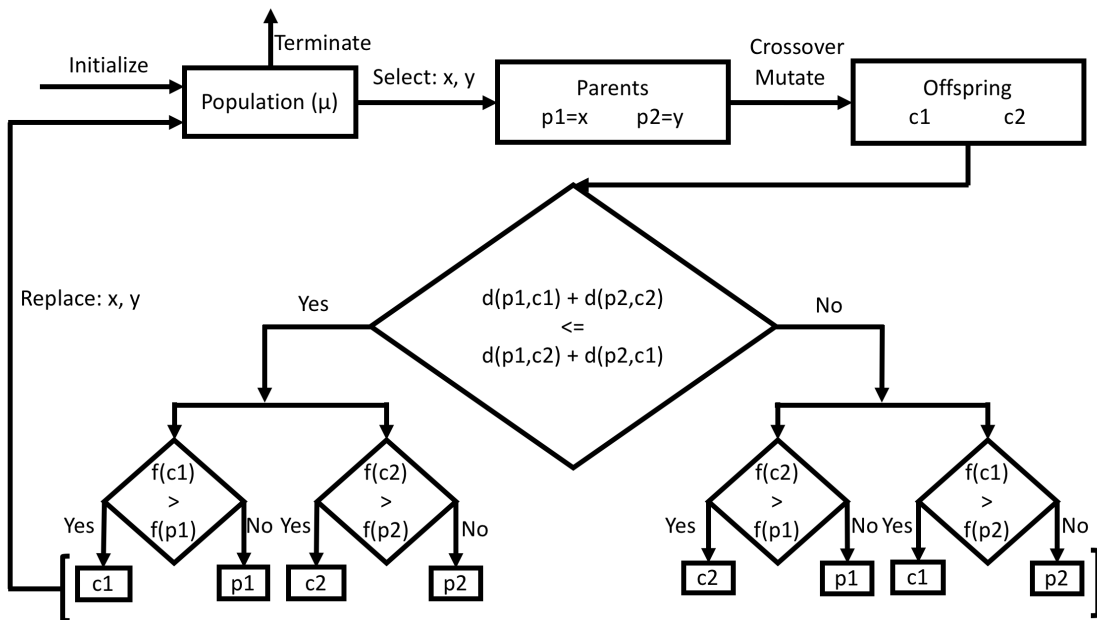 Terminate
Initialize
Population (μ)
Select: x, y
Parents
p1=x p2=y
Crossover
Mutate
Offspring
c1 c2
Replace: x, y
Yes
d(p1,c1) + d(p2,c2)
<=
d(p1,c2) + d(p2,c1)
No
f(c1)
>
f(p1)
Yes
No
c1
p1
f(c2)
>
f(p2)
Yes
No
c2
p2
f(c2)
>
f(p1)
Yes
No
c2
p1
f(c1)
>
f(p2)
Yes
No
c1
p2